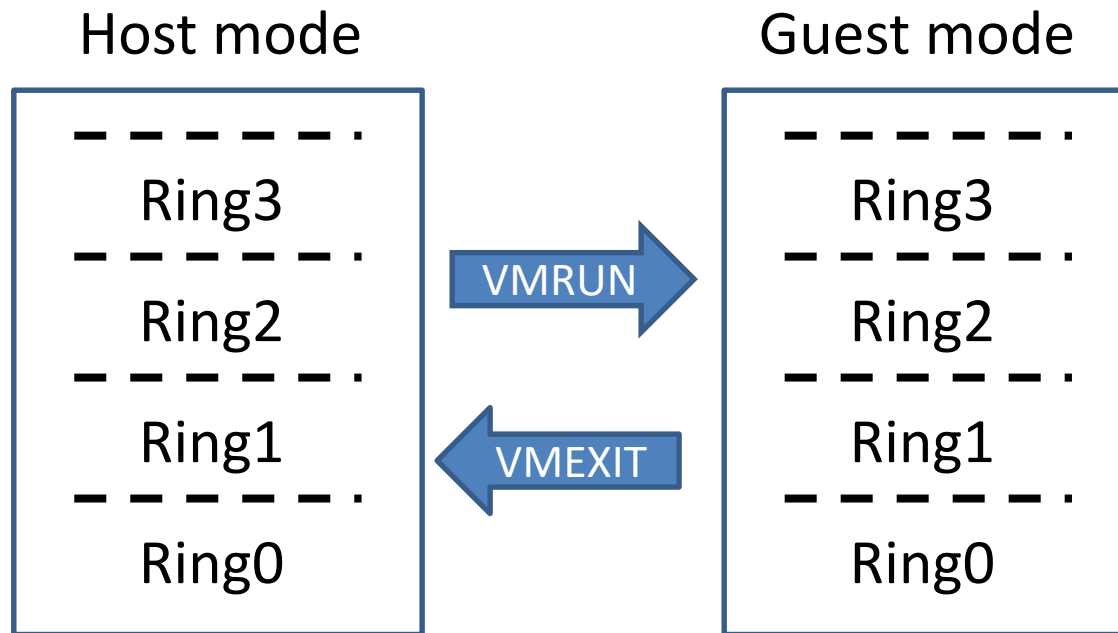 Host mode
Guest mode
Ring3
Ring3
VMRUN
Ring2
Ring2
Ring1
Ring1
VMEXIT
Ring0
Ring0